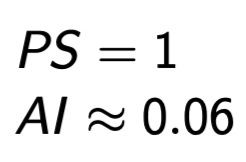 PS = 1
AI ≈ 0.06